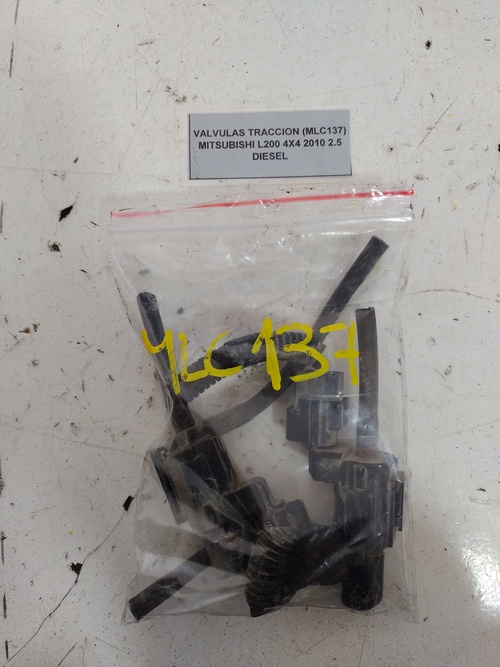 VALVULAS TRACCION (MLC137)
MITSUBISHI L200 4X4 2010 2.5
DIESEL
MLC137